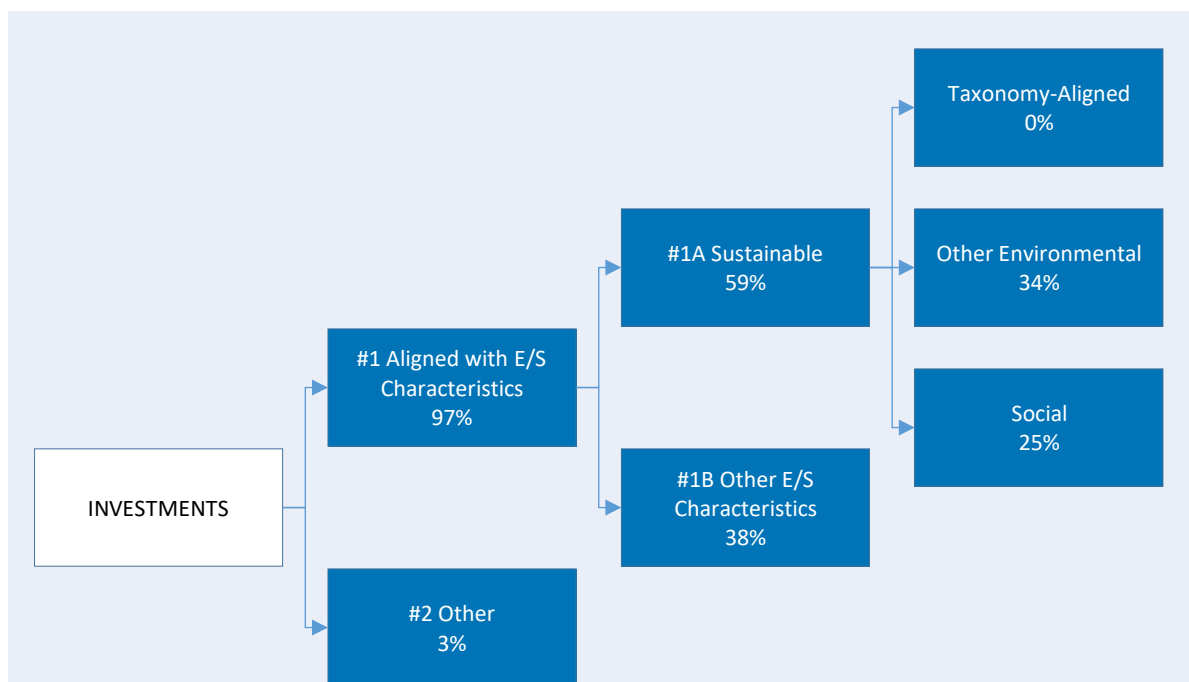 INVESTMENTS
#1 Aligned with E/S
Characteristics
97%
#2 Other
3%
#1A Sustainable
59%
#1B Other E/S
Characteristics
38%
Taxonomy-Aligned
0%
Other Environmental
34%
Social
25%